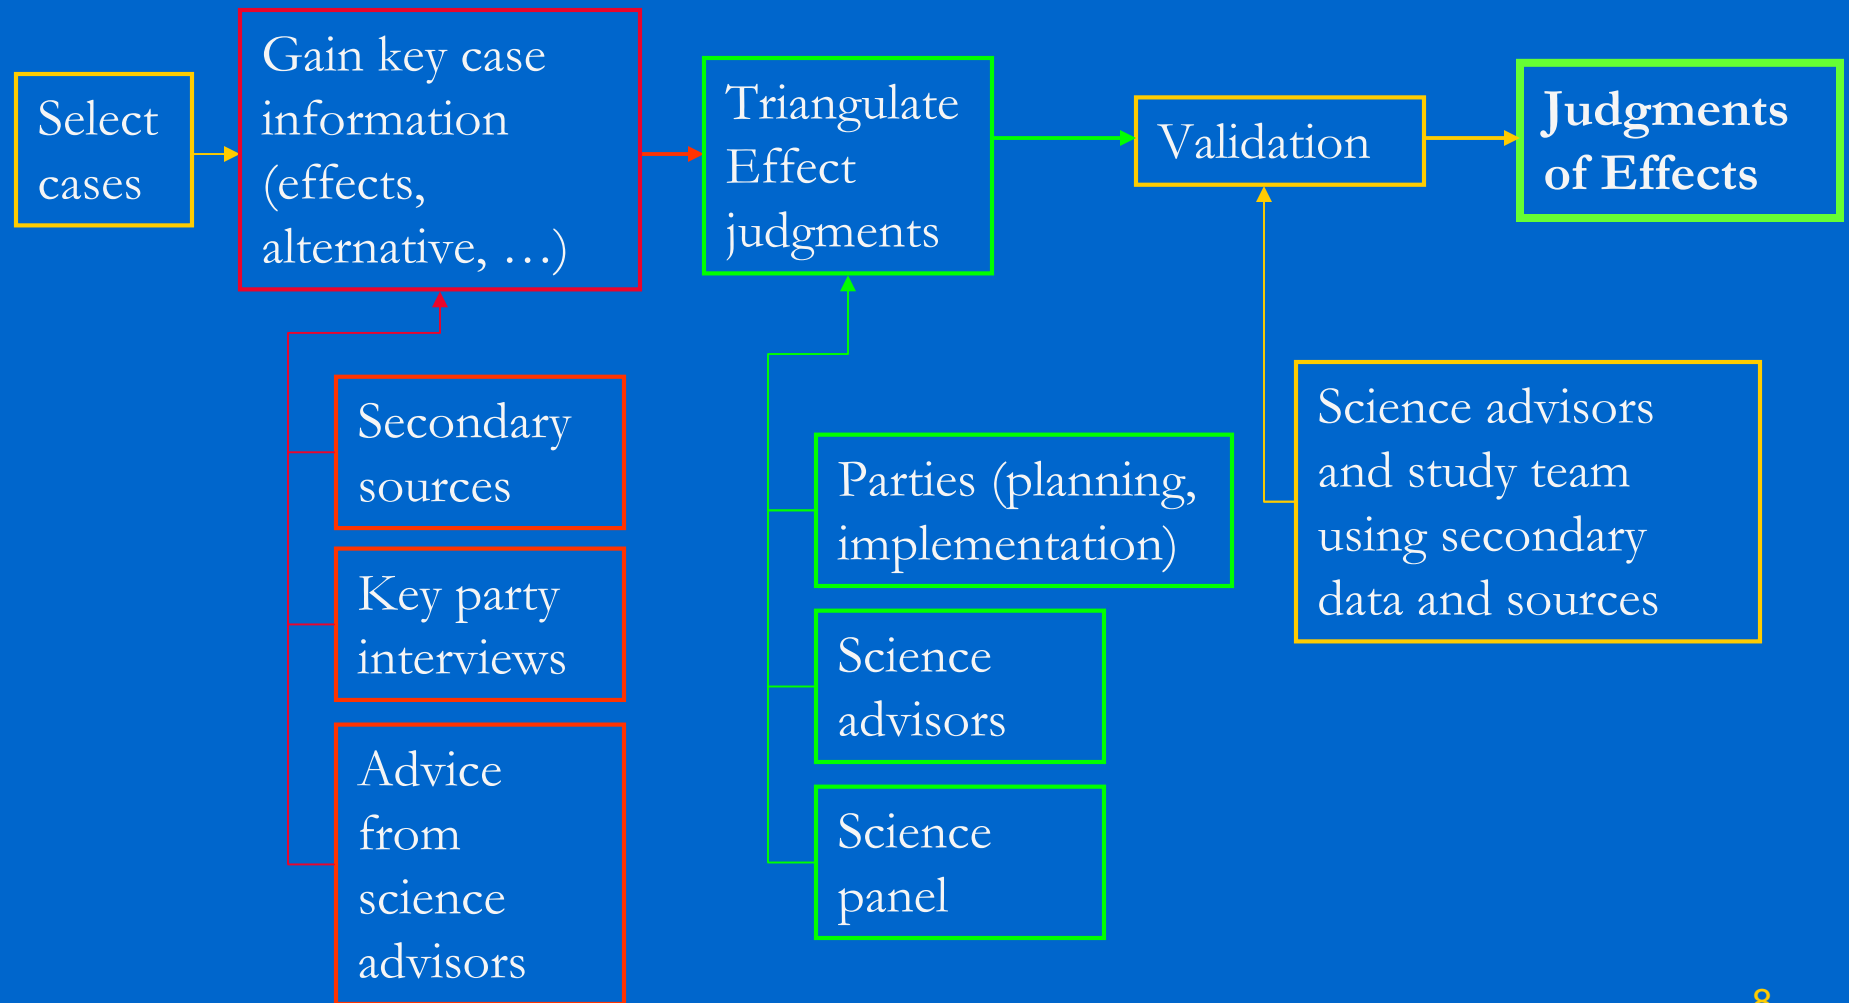 Select
cases
Gain key case
information
(effects,
alternative, …)
Triangulate
Effect
judgments
Validation
Judgments
of Effects
Secondary
sources
Key party
interviews
Advice
from
science
advisors
Parties (planning,
implementation)
Science
advisors
Science
panel
Science advisors
and study team
using secondary
data and sources
8